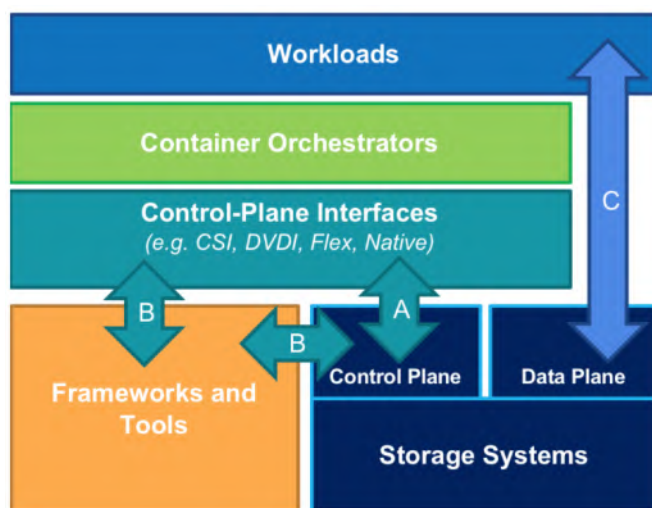 Workloads
Container Orchestrators
Control-Plane Interfaces
(e.g. CSI, DVDI, Flex, Native)
C
B
A
B
Control Plane
Data Plane
Frameworks and
Tools
Storage Systems